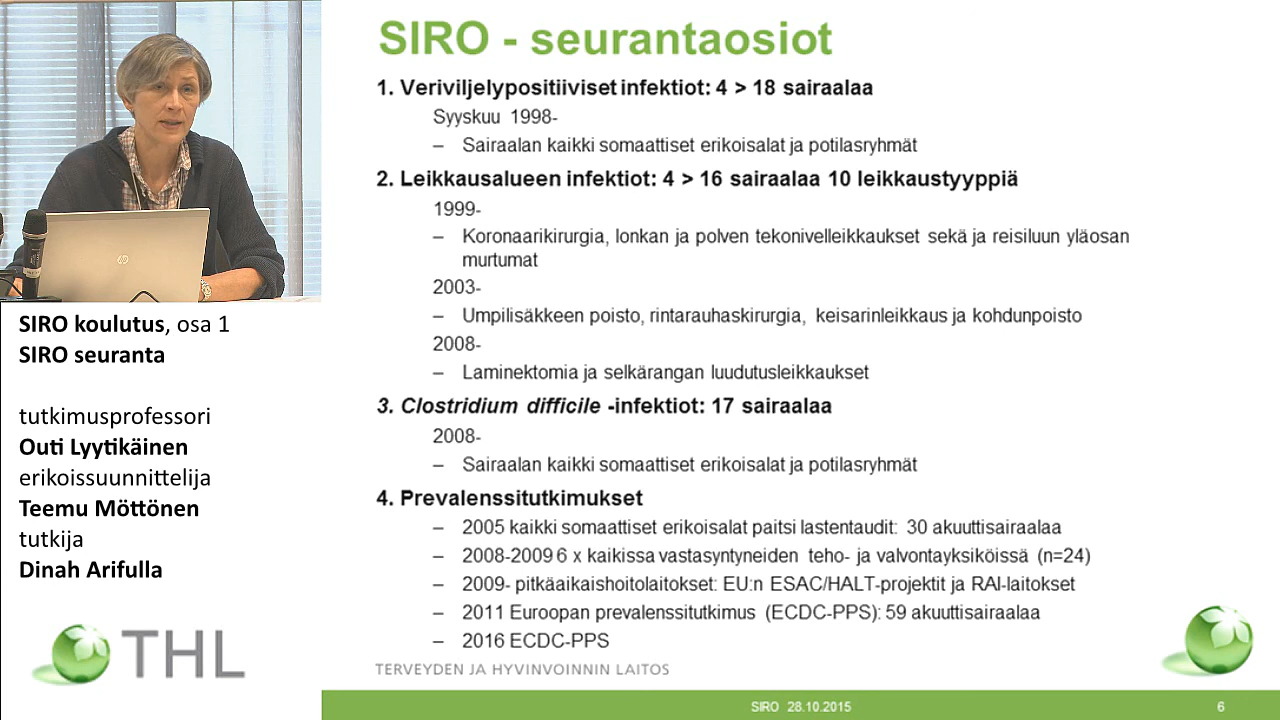 SIRO - seurantaosiot
1. Veriviljelypositiiviset infektiot: 4 > 18 sairaalaa
Syyskuu 1998-
– Sairaalan kaikki somaattiset erikoisalat ja potilasryhmät
2. Leikkausalueen infektiot: 4 > 16 sairaalaa 10 leikkaustyyppiä
1999-
– Koronaarikirurgia, lonkan ja polven tekonivelleikkaukset sekä ja reisiluun yläosan
murtumat
2003-
– Umpilisäkkeen poisto, rintarauhaskirurgia, keisarinleikkaus ja kohdunpoisto
2008-
– Laminektomia ja selkärangan luudutusleikkaukset
3. Clostridium difficile -infektiot: 17 sairaalaa
2008-
– Sairaalan kaikki somaattiset erikoisalat ja potilasryhmät
4. Prevalenssitutkimukset
– 2005 kaikki somaattiset erikoisalat paitsi lastentaudit: 30 akuuttisairaalaa
– 2008-2009 6 x kaikissa vastasyntyneiden teho- ja valvontayksiköissä (n=24)
– 2009- pitkäaikaishoitolaitokset: EU:n ESAC/HALT-projektit ja RAI-laitokset
– 2011 Euroopan prevalenssitutkimus (ECDC-PPS): 59 akuuttisairaalaa
– 2016 ECDC-PPS
TERVEYDEN JA HYVINVOINNIN LAITOS
SIRO 28.10.2015
6
hp
SIRO koulutus, osa 1
SIRO seuranta
tutkimusprofessori
Outi Lyytikäinen
erikoissuunnittelija
Teemu Möttönen
tutkija
Dinah Arifulla
THL